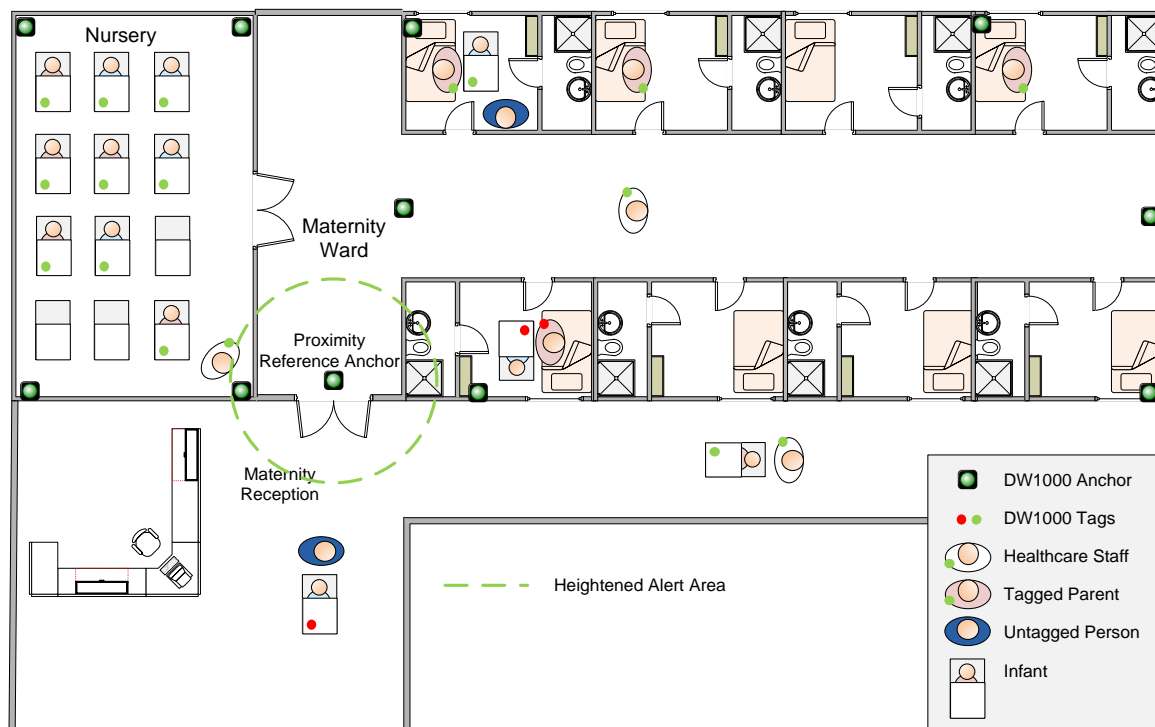 Nursery
Maternity
Ward
Proximity
Reference Anchor
Maternity
Reception
Heightened Alert Area
DW1000 Anchor
DW1000 Tags
Healthcare Staff
Tagged Parent
Untagged Person
Infant